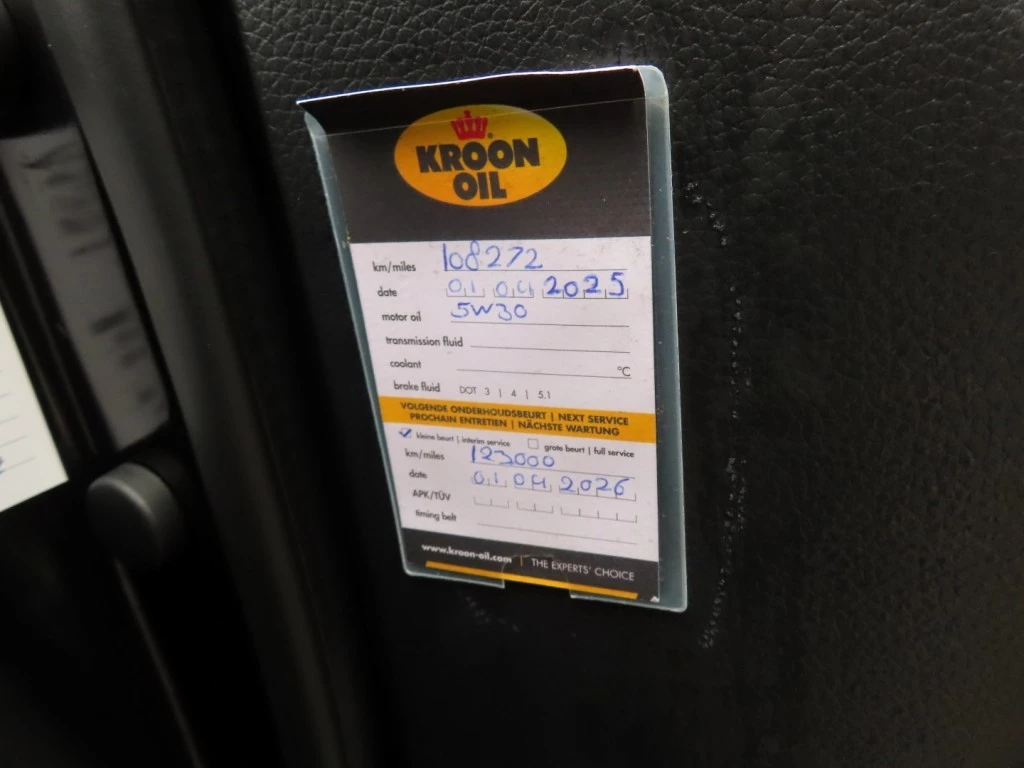 KROON
OIL
km/miles 108272
date 01 04 2025
motor oil 5W30
transmission fluid
coolant °C
brake fluid DOT 3 | 4 | 5.1
VOLGENDE ONDERHOUDSBEURT | NEXT SERVICE
PROCHAIN ENTRETIEN | NÄCHSTE WARTUNG
kleine beurt | interim service grote beurt | full service
km/miles 123000
date 01 04 2026
APK/TÜV
timing belt
www.kroon-oil.com | THE EXPERTS' CHOICE